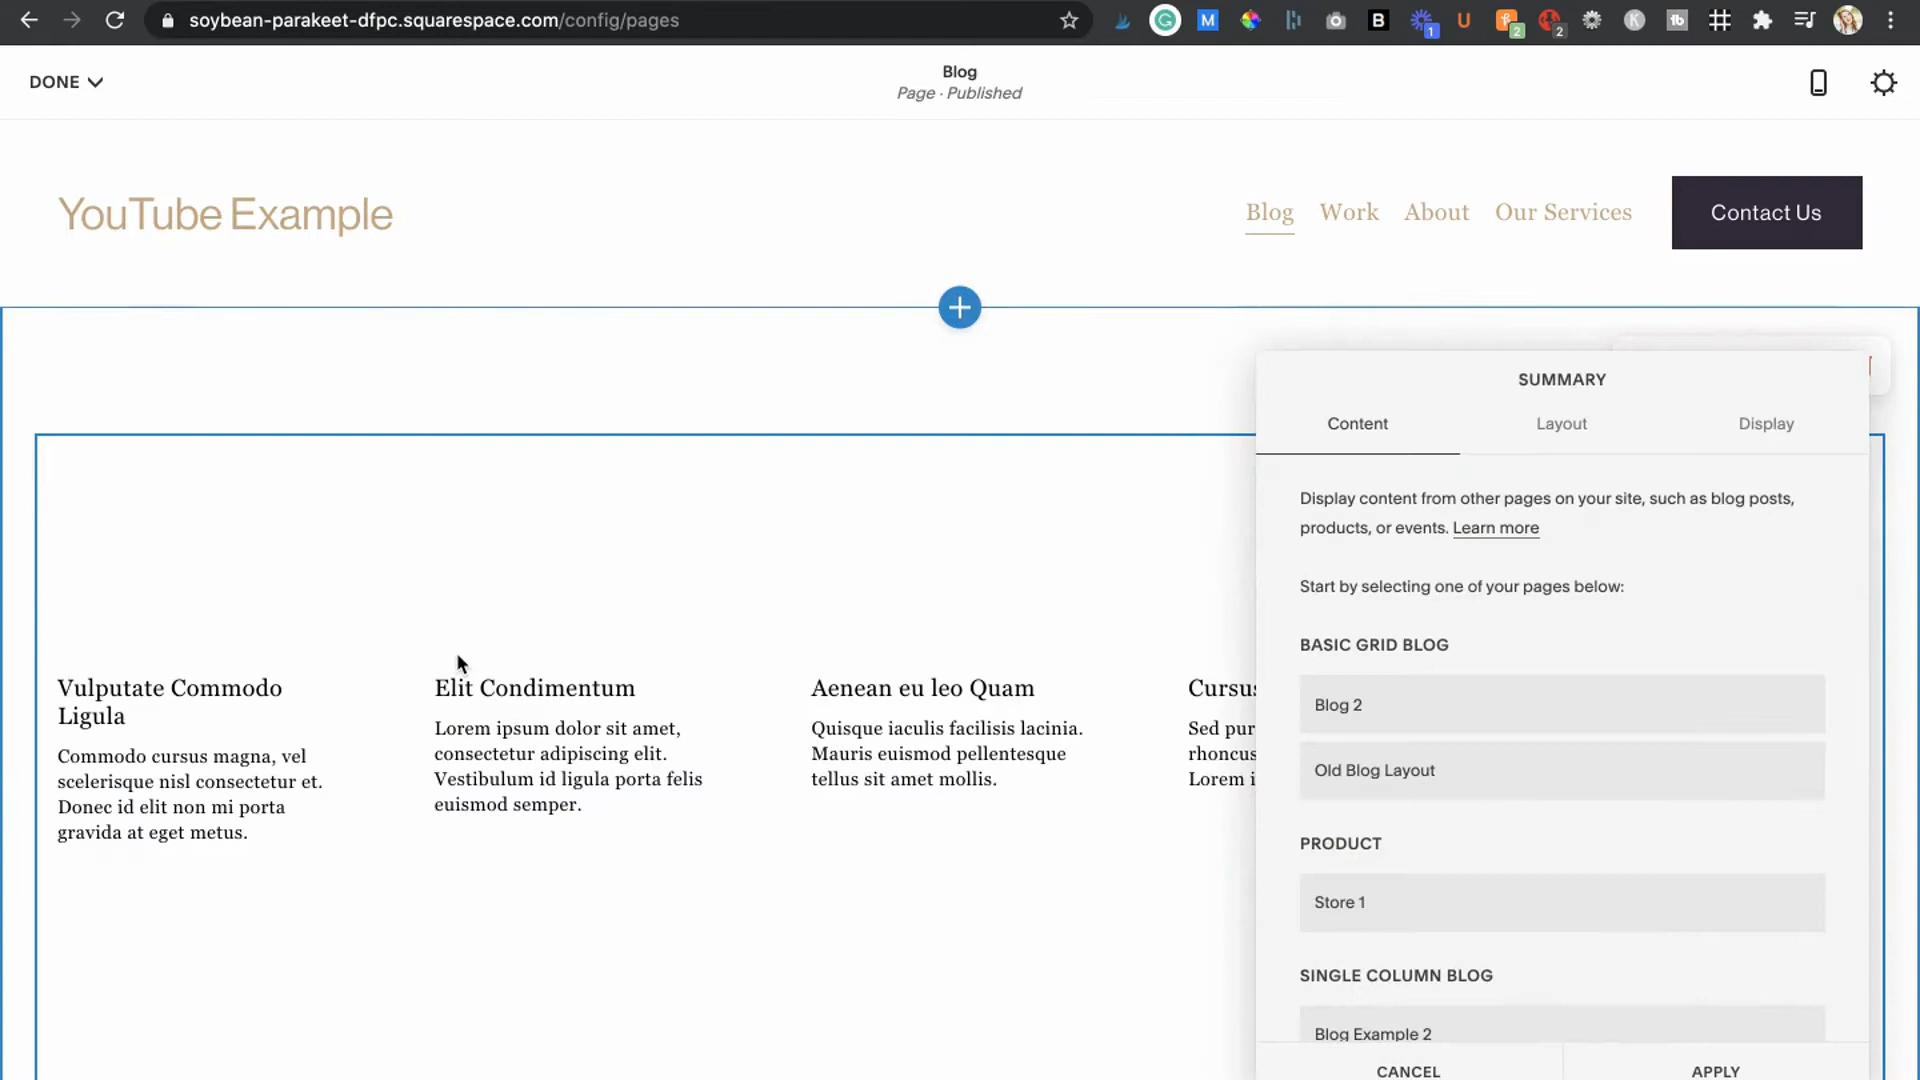 soybean-parakeet-dfpc.squarespace.com/config/pages
DONE
Blog
Page · Published
YouTube Example
Blog
Work
About
Our Services
Contact Us
SUMMARY
Content
Layout
Display
Display content from other pages on your site, such as blog posts,
products, or events. Learn more
Start by selecting one of your pages below:
BASIC GRID BLOG
Blog 2
Old Blog Layout
PRODUCT
Store 1
SINGLE COLUMN BLOG
Blog Example 2
CANCEL
APPLY
Vulputate Commodo
Ligula
Commodo cursus magna, vel
scelerisque nisl consectetur et.
Donec id elit non mi porta
gravida at eget metus.
Elit Condimentum
Lorem ipsum dolor sit amet,
consectetur adipiscing elit.
Vestibulum id ligula porta felis
euismod semper.
Aenean eu leo Quam
Quisque iaculis facilisis lacinia.
Mauris euismod pellentesque
tellus sit amet mollis.
Cursus
Sed pur
rhoncus
Lorem i